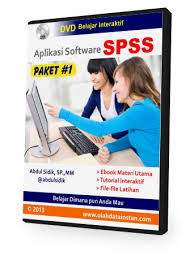 DVD Belajar interaktif
Aplikasi Software SPSS
PAKET #1
Abdul Sidik, SP.,MM
@abdulsidik
› Ebook Materi Utama
› Tutorial Interaktif
› File-file Latihan
Belajar Dimana pun Anda Mau
© 2013
www.olahdatainstan.com